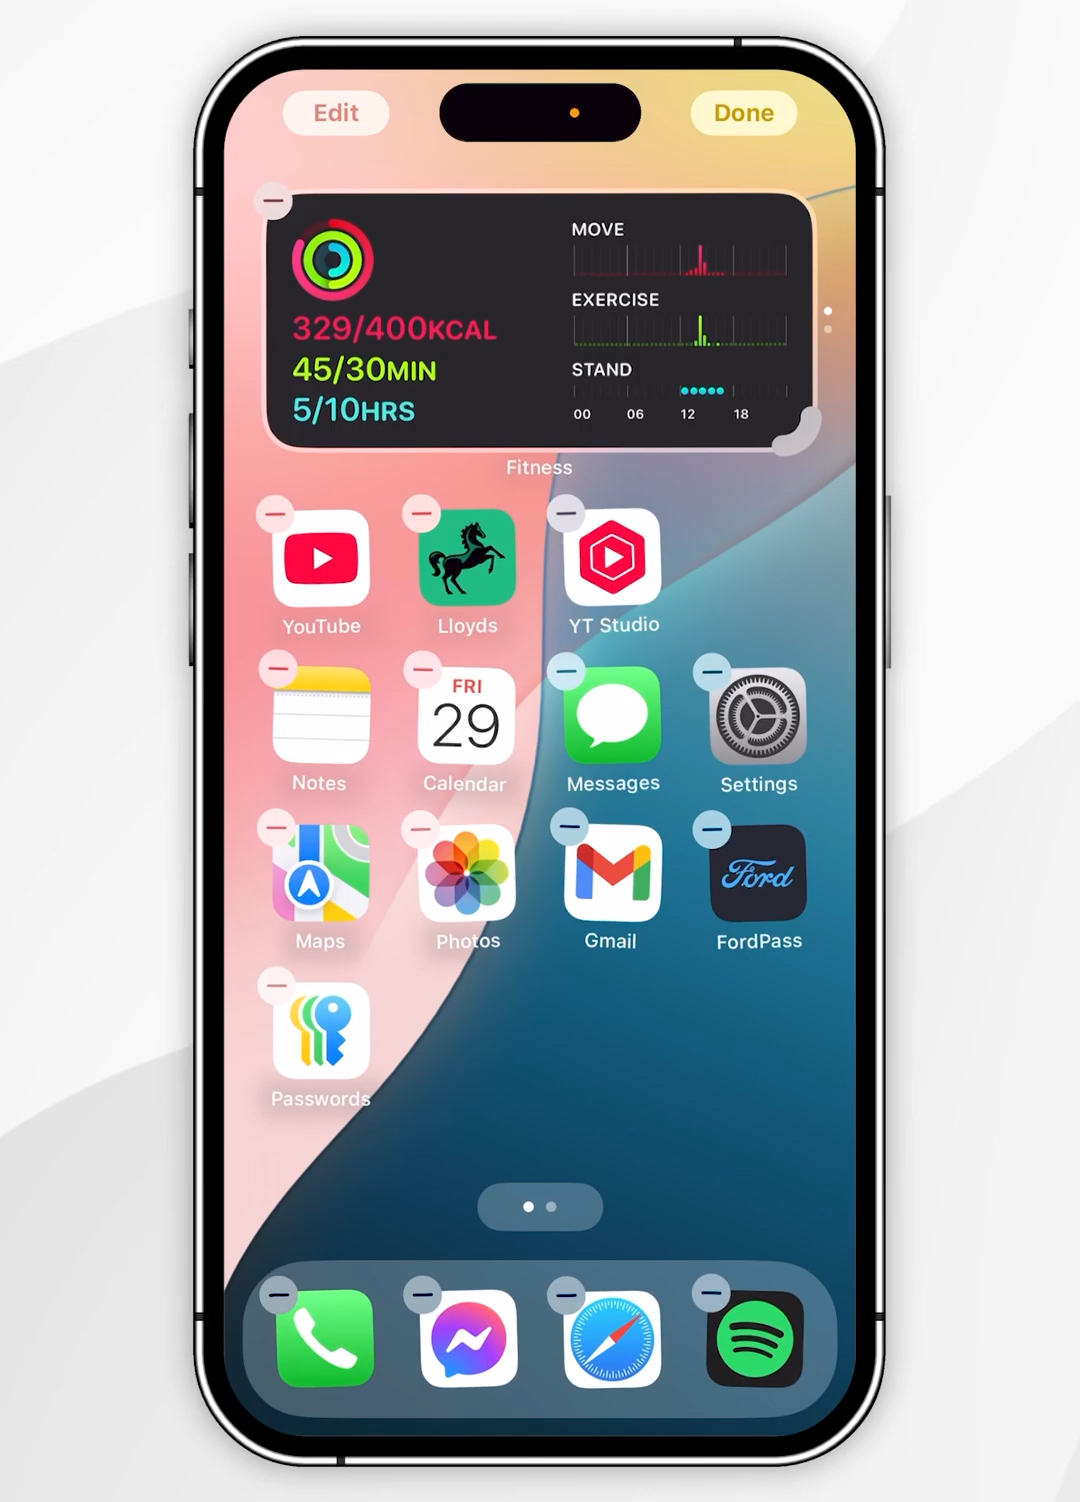 Edit
Done
329/400KCAL
45/30MIN
5/10HRS
MOVE
EXERCISE
STAND
00 06 12 18
Fitness
YouTube Lloyds YT Studio
FRI
29
Notes Calendar Messages Settings
Ford
Maps Photos Gmail FordPass
Passwords